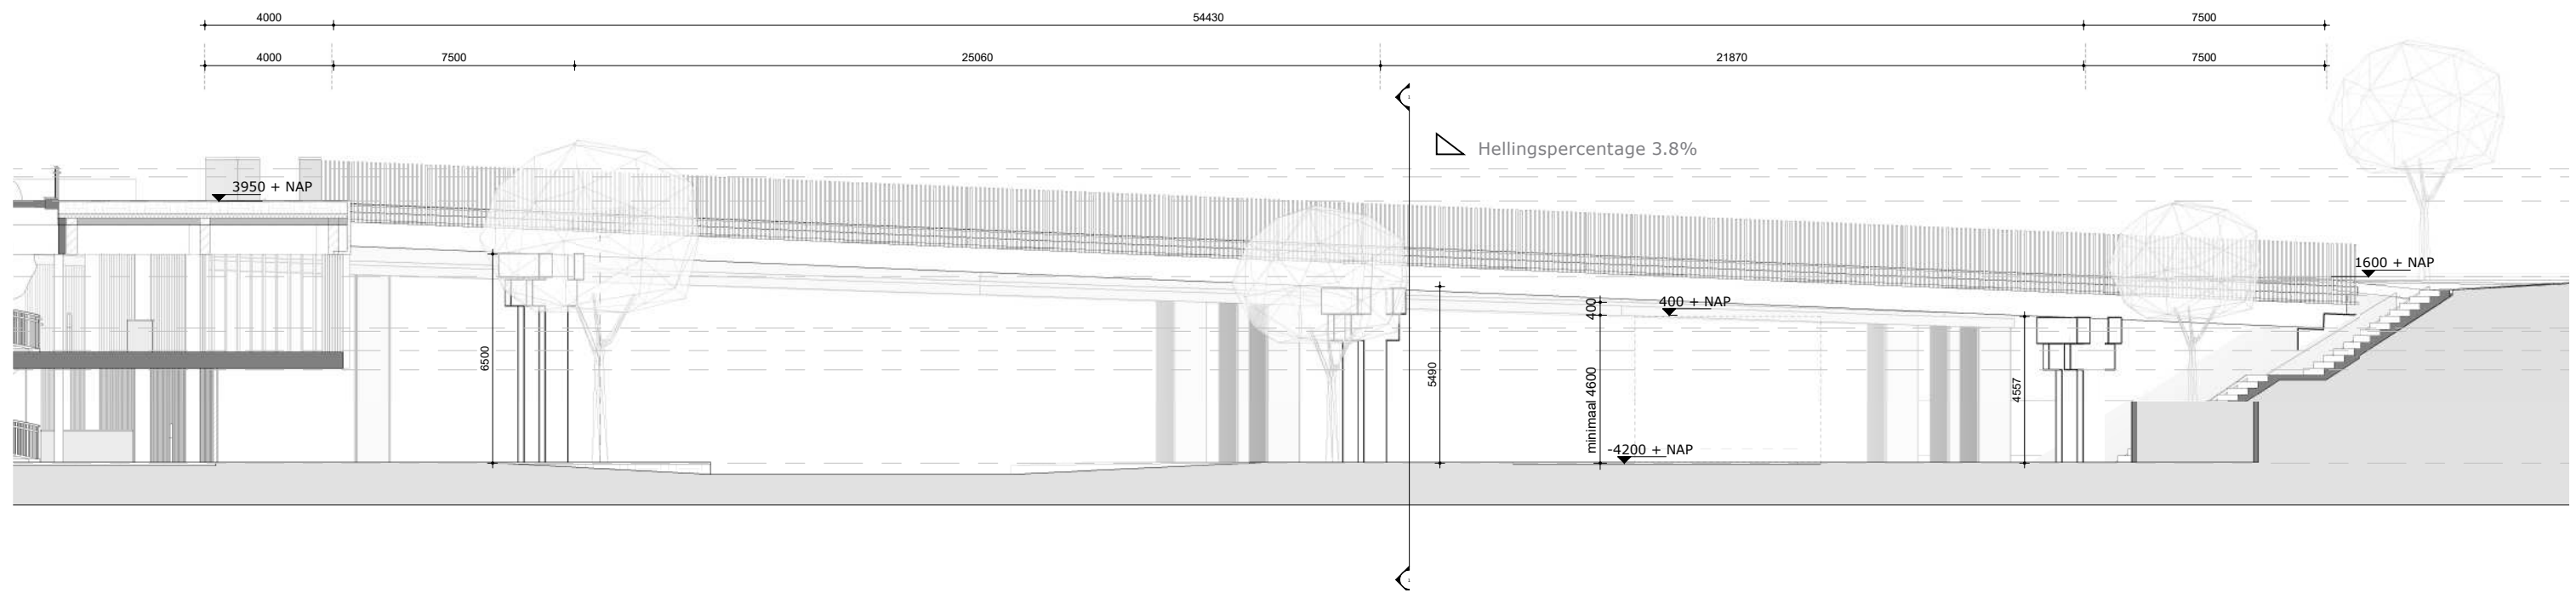 4000 54430 7500
4000 7500 25060 21870 7500
Hellingspercentage 3.8%
3950 + NAP
1600 + NAP
400 + NAP
400
6500
5490
minimaal 4600
4557
-4200 + NAP